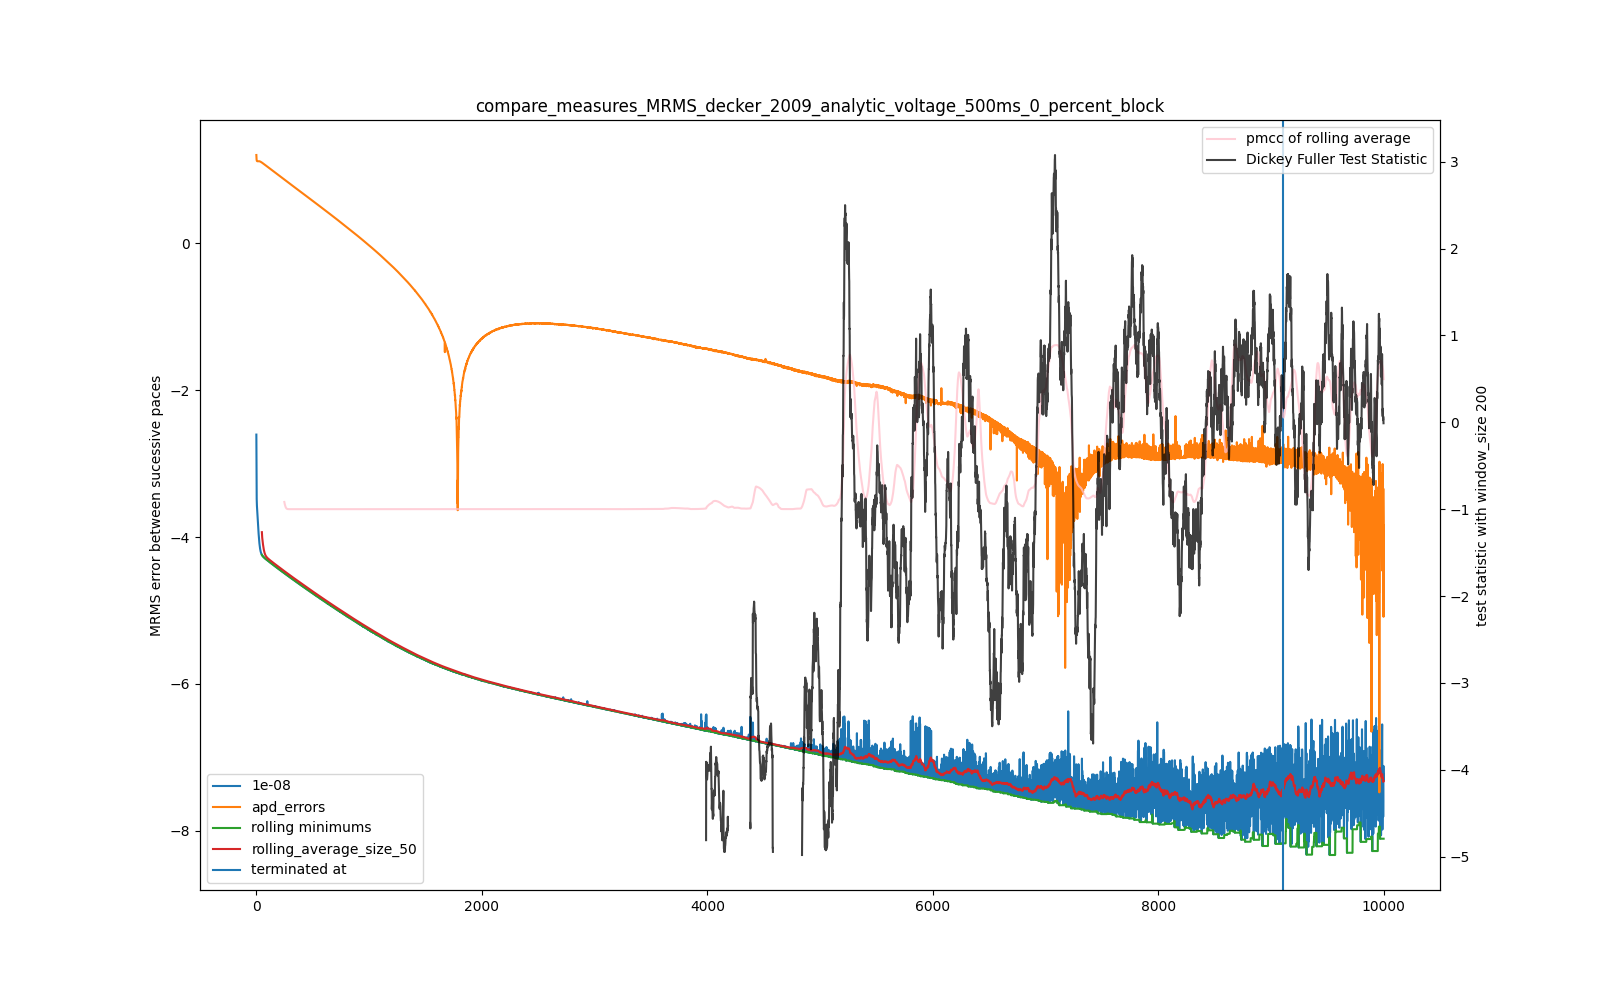 compare_measures_MRMS_decker_2009_analytic_voltage_500ms_0_percent_block
pmcc of rolling average
Dickey Fuller Test Statistic
MRMS error between sucessive paces
0
−2
−4
−6
−8
1e-08
apd_errors
rolling minimums
rolling_average_size_50
terminated at
0
2000
4000
6000
8000
10000
3
2
1
0
−1
−2
−3
−4
−5
test statistic with window_size 200